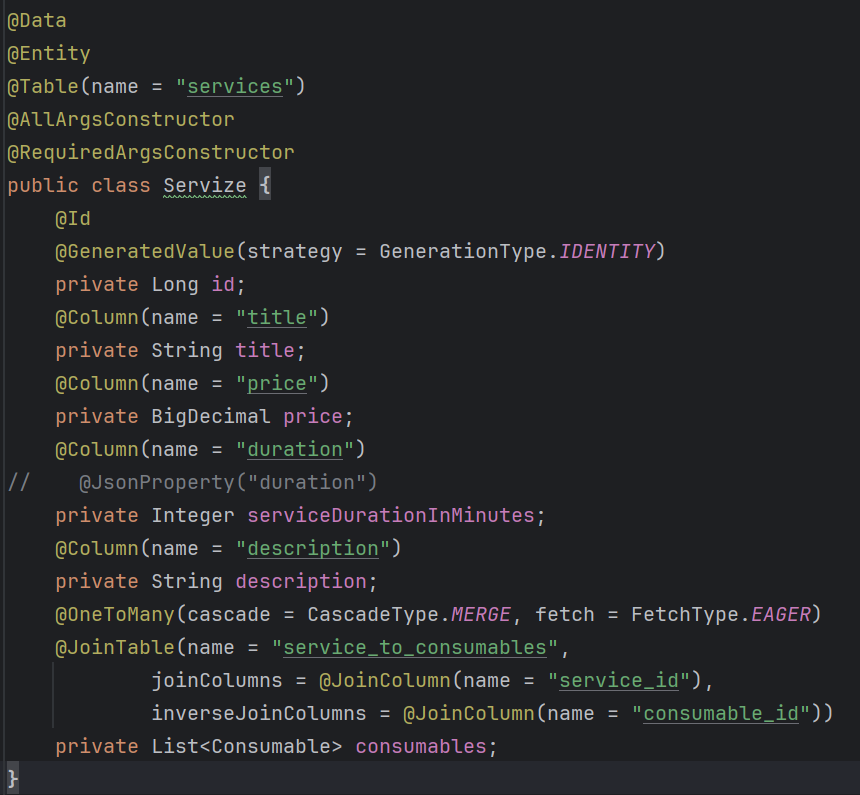 @Data
@Entity
@Table(name = "services")
@AllArgsConstructor
@RequiredArgsConstructor
public class Servize {
    @Id
    @GeneratedValue(strategy = GenerationType.IDENTITY)
    private Long id;
    @Column(name = "title")
    private String title;
    @Column(name = "price")
    private BigDecimal price;
    @Column(name = "duration")
//    @JsonProperty("duration")
    private Integer serviceDurationInMinutes;
    @Column(name = "description")
    private String description;
    @OneToMany(cascade = CascadeType.MERGE, fetch = FetchType.EAGER)
    @JoinTable(name = "service_to_consumables",
            joinColumns = @JoinColumn(name = "service_id"),
            inverseJoinColumns = @JoinColumn(name = "consumable_id"))
    private List<Consumable> consumables;
}